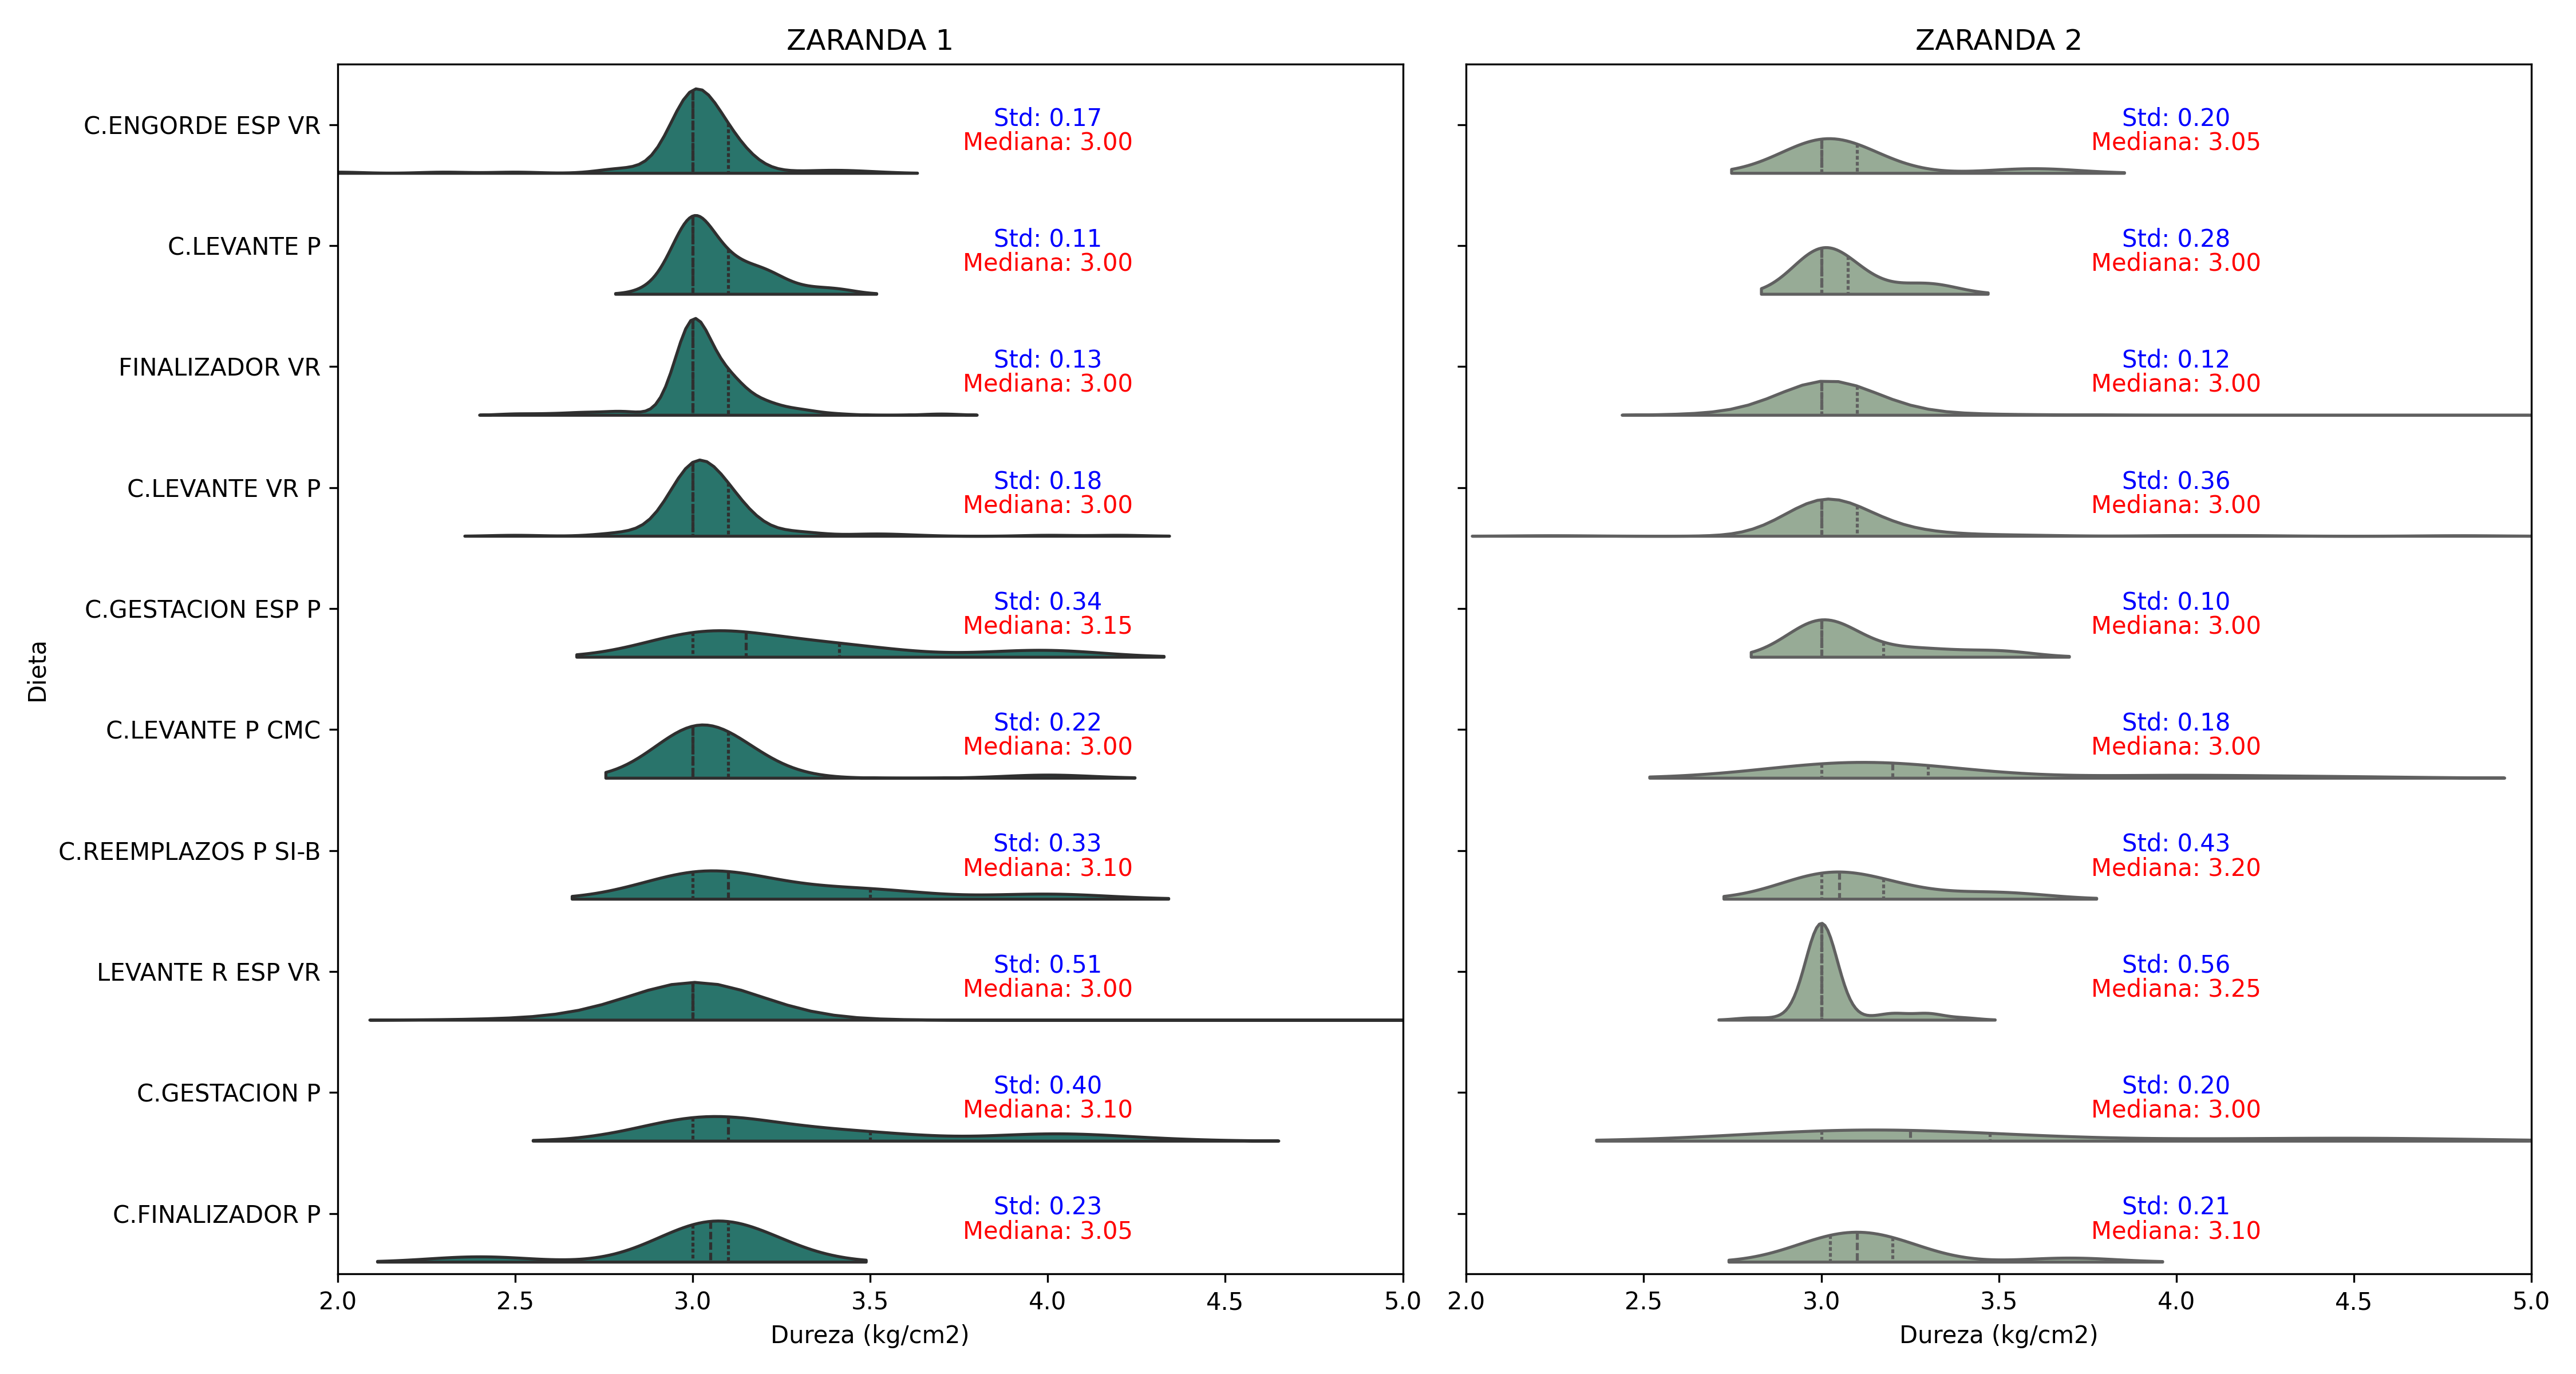 ZARANDA 1
ZARANDA 2
Dieta
C.ENGORDE ESP VR
Std: 0.17
Mediana: 3.00
Std: 0.20
Mediana: 3.05
C.LEVANTE P
Std: 0.11
Mediana: 3.00
Std: 0.28
Mediana: 3.00
FINALIZADOR VR
Std: 0.13
Mediana: 3.00
Std: 0.12
Mediana: 3.00
C.LEVANTE VR P
Std: 0.18
Mediana: 3.00
Std: 0.36
Mediana: 3.00
C.GESTACION ESP P
Std: 0.34
Mediana: 3.15
Std: 0.10
Mediana: 3.00
C.LEVANTE P CMC
Std: 0.22
Mediana: 3.00
Std: 0.18
Mediana: 3.00
C.REEMPLAZOS P SI-B
Std: 0.33
Mediana: 3.10
Std: 0.43
Mediana: 3.20
LEVANTE R ESP VR
Std: 0.51
Mediana: 3.00
Std: 0.56
Mediana: 3.25
C.GESTACION P
Std: 0.40
Mediana: 3.10
Std: 0.20
Mediana: 3.00
C.FINALIZADOR P
Std: 0.23
Mediana: 3.05
Std: 0.21
Mediana: 3.10
2.0 2.5 3.0 3.5 4.0 4.5 5.0
2.0 2.5 3.0 3.5 4.0 4.5 5.0
Dureza (kg/cm2)
Dureza (kg/cm2)